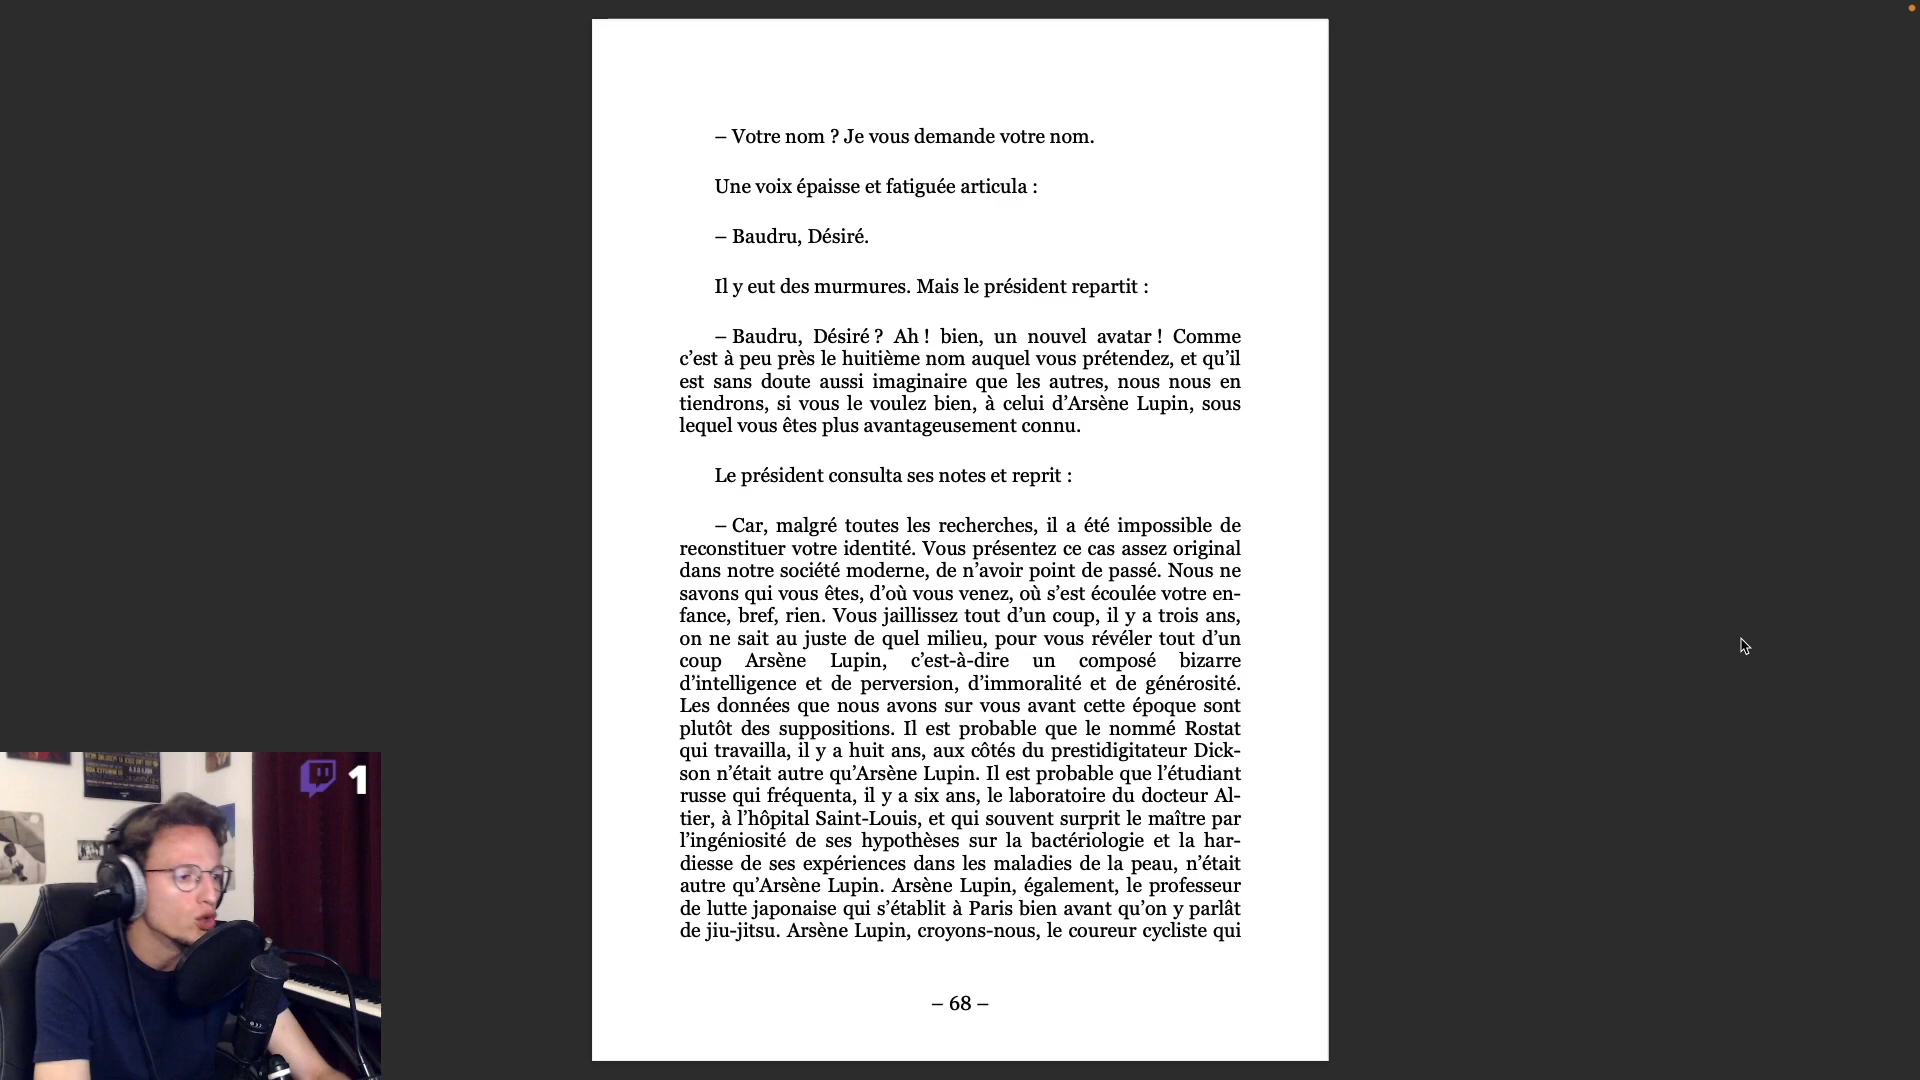 – Votre nom ? Je vous demande votre nom.
Une voix épaisse et fatiguée articula :
– Baudru, Désiré.
Il y eut des murmures. Mais le président repartit :
– Baudru, Désiré ? Ah ! bien, un nouvel avatar ! Comme
c’est à peu près le huitième nom auquel vous prétendez, et qu’il
est sans doute aussi imaginaire que les autres, nous nous en
tiendrons, si vous le voulez bien, à celui d’Arsène Lupin, sous
lequel vous êtes plus avantageusement connu.
Le président consulta ses notes et reprit :
– Car, malgré toutes les recherches, il a été impossible de
reconstituer votre identité. Vous présentez ce cas assez original
dans notre société moderne, de n’avoir point de passé. Nous ne
savons qui vous êtes, d’où vous venez, où s’est écoulée votre en-
fance, bref, rien. Vous jaillissez tout d’un coup, il y a trois ans,
on ne sait au juste de quel milieu, pour vous révéler tout d’un
coup Arsène Lupin, c’est-à-dire un composé bizarre
d’intelligence et de perversion, d’immoralité et de générosité.
Les données que nous avons sur vous avant cette époque sont
plutôt des suppositions. Il est probable que le nommé Rostat
qui travailla, il y a huit ans, aux côtés du prestidigitateur Dick-
son n’était autre qu’Arsène Lupin. Il est probable que l’étudiant
russe qui fréquenta, il y a six ans, le laboratoire du docteur Al-
tier, à l’hôpital Saint-Louis, et qui souvent surprit le maître par
l’ingéniosité de ses hypothèses sur la bactériologie et la har-
diesse de ses expériences dans les maladies de la peau, n’était
autre qu’Arsène Lupin. Arsène Lupin, également, le professeur
de lutte japonaise qui s’établit à Paris bien avant qu’on y parlât
de jiu-jitsu. Arsène Lupin, croyons-nous, le coureur cycliste qui
– 68 –
1